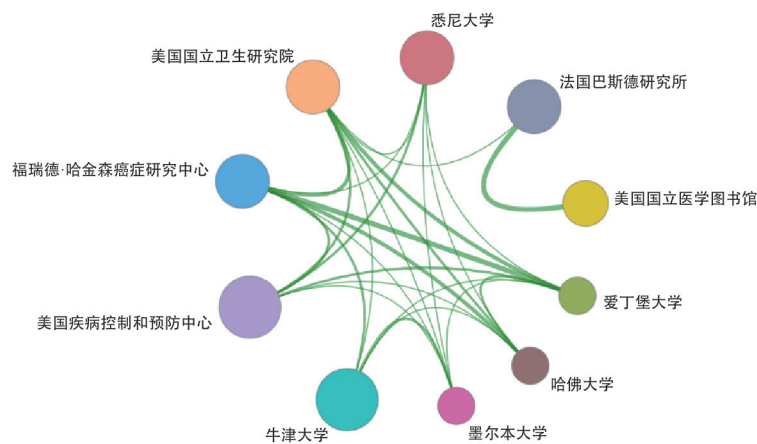 悉尼大学
美国国立卫生研究院
法国巴斯德研究所
福瑞德·哈金森癌症研究中心
美国国立医学图书馆
爱丁堡大学
美国疾病控制和预防中心
哈佛大学
牛津大学
墨尔本大学